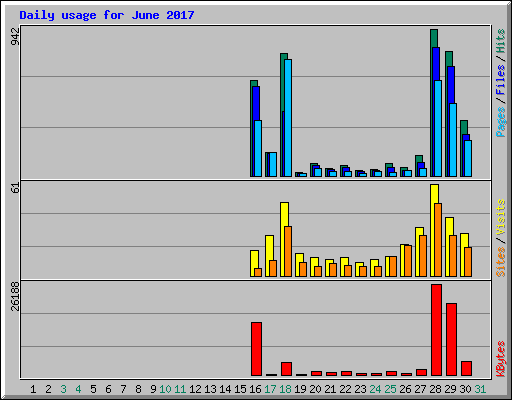 Daily usage for June 2017
942
Pages/Files/Hits
61
Sites/Visits
26188
KBytes
1 2 3 4 5 6 7 8 9 10 11 12 13 14 15 16 17 18 19 20 21 22 23 24 25 26 27 28 29 30 31